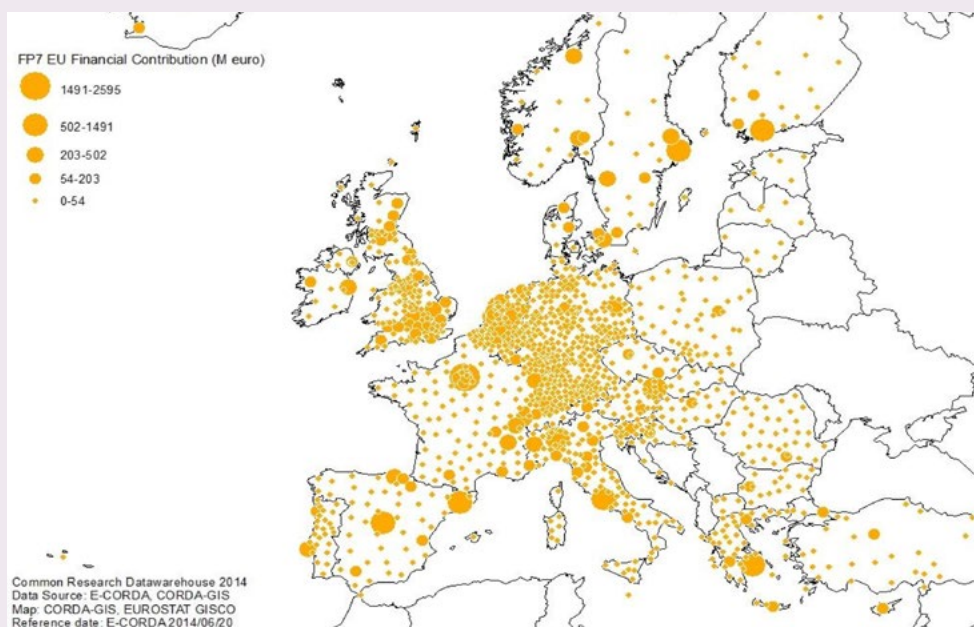 FP7 EU Financial Contribution (M euro)
1491-2595
502-1491
203-502
54-203
0-54
Common Research Datawarehouse 2014
Data Source: E-CORDA, CORDA-GIS
Map: CORDA-GIS, EUROSTAT GISCO
Reference date: E-CORDA 2014/06/20